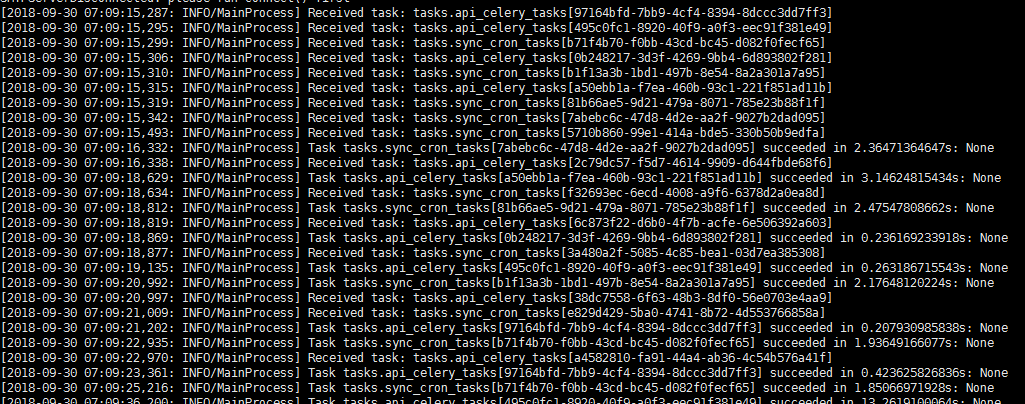 [2018-09-30 07:09:15,287: INFO/MainProcess] Received task: tasks.api_celery_tasks[97164bfd-7bb9-4cf4-8394-8dccc3dd7ff3]
[2018-09-30 07:09:15,295: INFO/MainProcess] Received task: tasks.api_celery_tasks[495c0fc1-8920-40f9-a0f3-eec91f381e49]
[2018-09-30 07:09:15,299: INFO/MainProcess] Received task: tasks.sync_cron_tasks[b71f4b70-f0bb-43cd-bc45-d082f0fecf65]
[2018-09-30 07:09:15,306: INFO/MainProcess] Received task: tasks.api_celery_tasks[0b248217-3d3f-4269-9bb4-6d893802f281]
[2018-09-30 07:09:15,310: INFO/MainProcess] Received task: tasks.sync_cron_tasks[b1f13a3b-1bd1-497b-8e54-8a2a301a7a95]
[2018-09-30 07:09:15,315: INFO/MainProcess] Received task: tasks.api_celery_tasks[a50ebb1a-f7ea-460b-93c1-221f851ad11b]
[2018-09-30 07:09:15,319: INFO/MainProcess] Received task: tasks.sync_cron_tasks[81b66ae5-9d21-479a-8071-785e23b88f1f]
[2018-09-30 07:09:15,342: INFO/MainProcess] Received task: tasks.sync_cron_tasks[7abebc6c-47d8-4d2e-aa2f-9027b2dad095]
[2018-09-30 07:09:15,493: INFO/MainProcess] Received task: tasks.sync_cron_tasks[5710b860-99e1-414a-bde5-330b50b9edfa]
[2018-09-30 07:09:16,332: INFO/MainProcess] Task tasks.sync_cron_tasks[7abebc6c-47d8-4d2e-aa2f-9027b2dad095] succeeded in 2.36471364647s: None
[2018-09-30 07:09:16,338: INFO/MainProcess] Received task: tasks.api_celery_tasks[2c79dc57-f5d7-4614-9909-d644fbde68f6]
[2018-09-30 07:09:18,629: INFO/MainProcess] Task tasks.api_celery_tasks[a50ebb1a-f7ea-460b-93c1-221f851ad11b] succeeded in 3.14624815434s: None
[2018-09-30 07:09:18,634: INFO/MainProcess] Received task: tasks.sync_cron_tasks[f32693ec-6ecd-4008-a9f6-6378d2a0ea8d]
[2018-09-30 07:09:18,812: INFO/MainProcess] Task tasks.sync_cron_tasks[81b66ae5-9d21-479a-8071-785e23b88f1f] succeeded in 2.47547808662s: None
[2018-09-30 07:09:18,819: INFO/MainProcess] Received task: tasks.api_celery_tasks[6c873f22-d6b0-4f7b-acfe-6e506392a603]
[2018-09-30 07:09:18,869: INFO/MainProcess] Task tasks.api_celery_tasks[0b248217-3d3f-4269-9bb4-6d893802f281] succeeded in 0.236169233918s: None
[2018-09-30 07:09:18,877: INFO/MainProcess] Received task: tasks.sync_cron_tasks[3a480a2f-5085-4c85-bea1-03d7ea385308]
[2018-09-30 07:09:19,135: INFO/MainProcess] Task tasks.api_celery_tasks[495c0fc1-8920-40f9-a0f3-eec91f381e49] succeeded in 0.263186715543s: None
[2018-09-30 07:09:20,992: INFO/MainProcess] Task tasks.sync_cron_tasks[b1f13a3b-1bd1-497b-8e54-8a2a301a7a95] succeeded in 2.17648120224s: None
[2018-09-30 07:09:20,997: INFO/MainProcess] Received task: tasks.api_celery_tasks[38dc7558-6f63-48b3-8df0-56e0703e4aa9]
[2018-09-30 07:09:21,009: INFO/MainProcess] Received task: tasks.sync_cron_tasks[e829d429-5ba0-4741-8b72-4d553766858a]
[2018-09-30 07:09:21,202: INFO/MainProcess] Task tasks.api_celery_tasks[97164bfd-7bb9-4cf4-8394-8dccc3dd7ff3] succeeded in 0.207930985838s: None
[2018-09-30 07:09:22,935: INFO/MainProcess] Task tasks.sync_cron_tasks[b71f4b70-f0bb-43cd-bc45-d082f0fecf65] succeeded in 1.93649166077s: None
[2018-09-30 07:09:22,970: INFO/MainProcess] Received task: tasks.api_celery_tasks[a4582810-fa91-44a4-ab36-4c54b576a41f]
[2018-09-30 07:09:23,361: INFO/MainProcess] Task tasks.api_celery_tasks[97164bfd-7bb9-4cf4-8394-8dccc3dd7ff3] succeeded in 0.423625826836s: None
[2018-09-30 07:09:25,216: INFO/MainProcess] Task tasks.sync_cron_tasks[b71f4b70-f0bb-43cd-bc45-d082f0fecf65] succeeded in 1.85066971928s: None
[2018-09-30 07:09:36,200: INFO/MainProcess] Task tasks.api_celery_tasks[495c0fc1-8920-40f9-a0f3-eec91f381e49] succeeded in 13.2619100064s: None